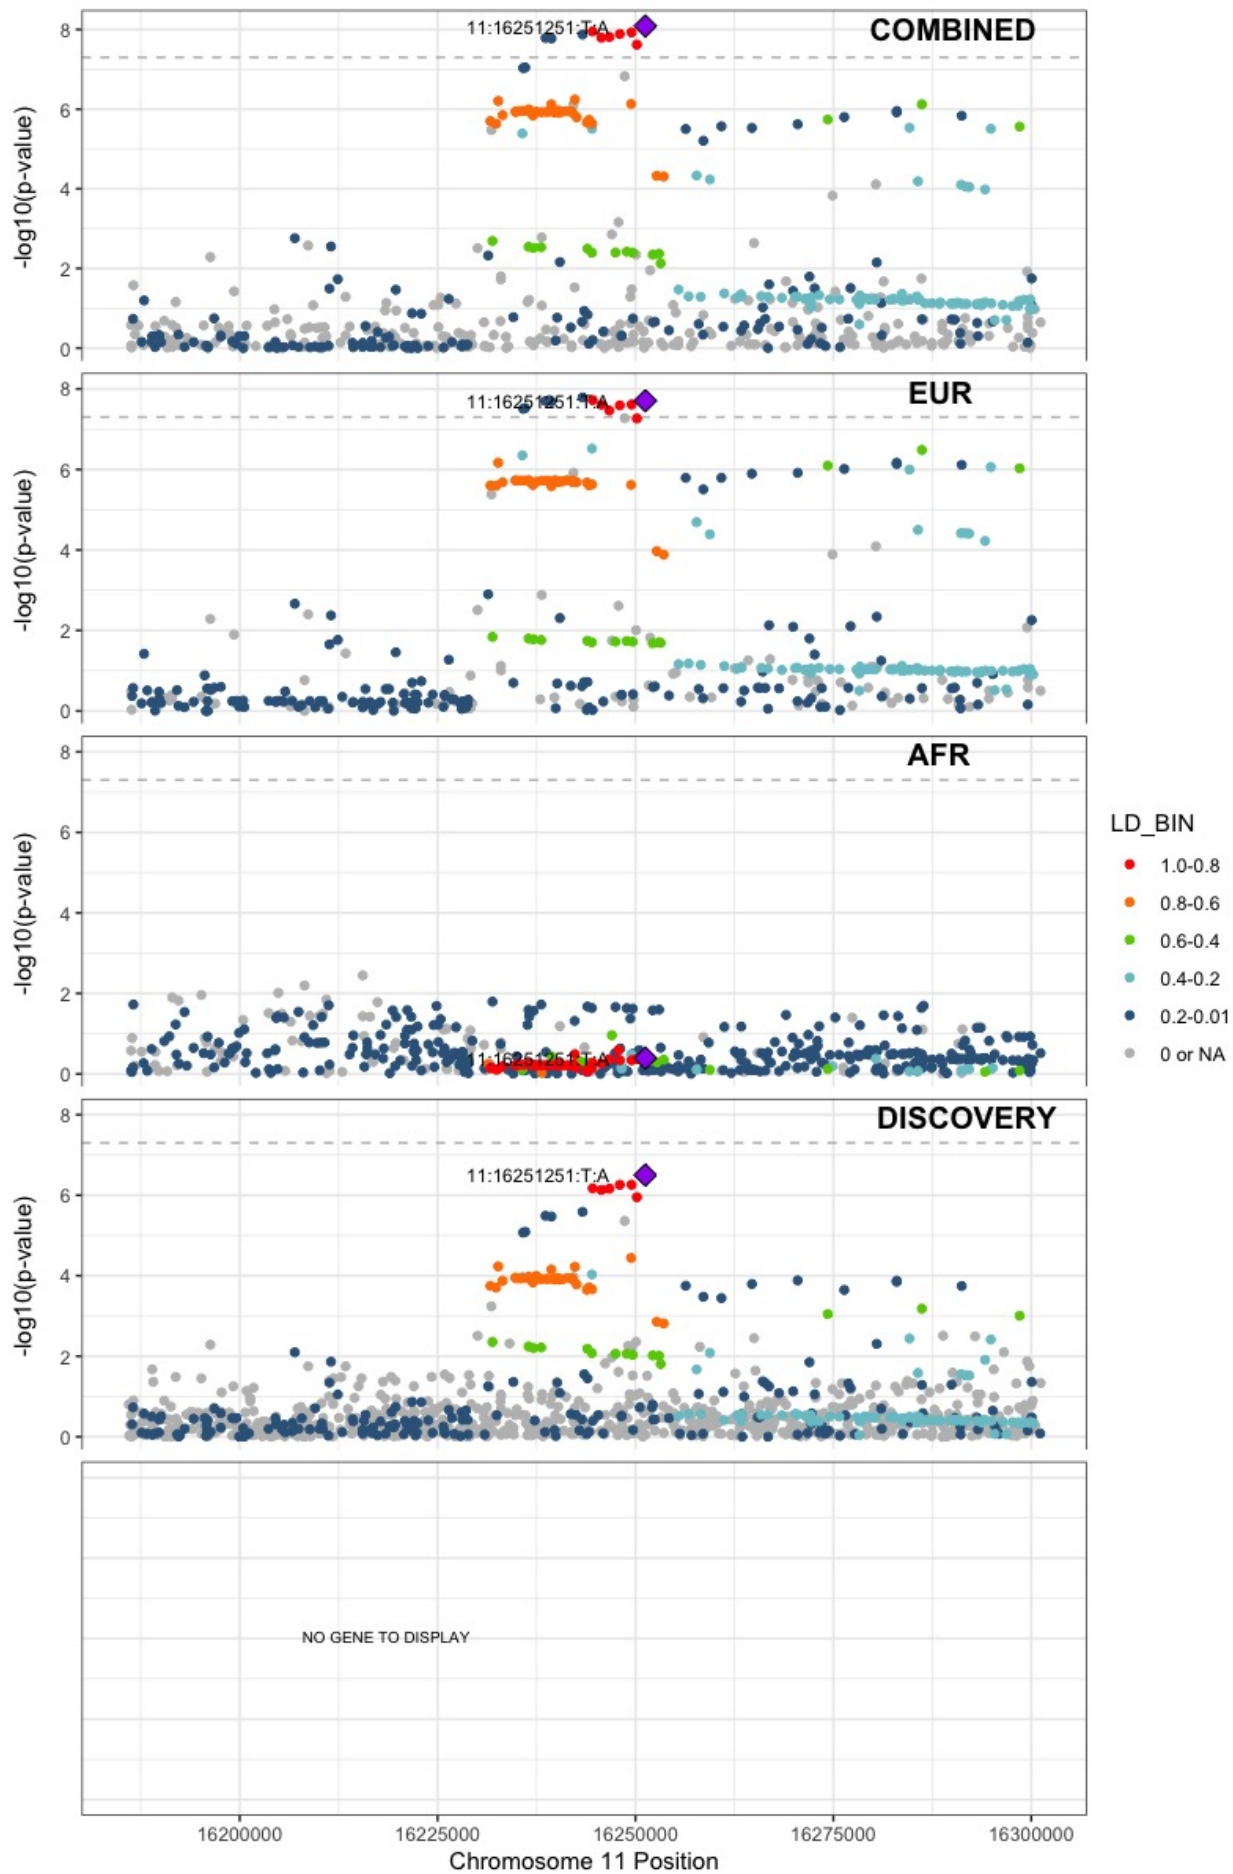 COMBINED
11:16251251:T:A
-log10(p-value)
8
6
4
2
0
EUR
11:16251251:T:A
-log10(p-value)
8
6
4
2
0
AFR
11:16251251:T:A
-log10(p-value)
8
6
4
2
0
DISCOVERY
11:16251251:T:A
-log10(p-value)
8
6
4
2
0
LD_BIN
1.0-0.8
0.8-0.6
0.6-0.4
0.4-0.2
0.2-0.01
0 or NA
NO GENE TO DISPLAY
16200000 16225000 16250000 16275000 16300000
Chromosome 11 Position